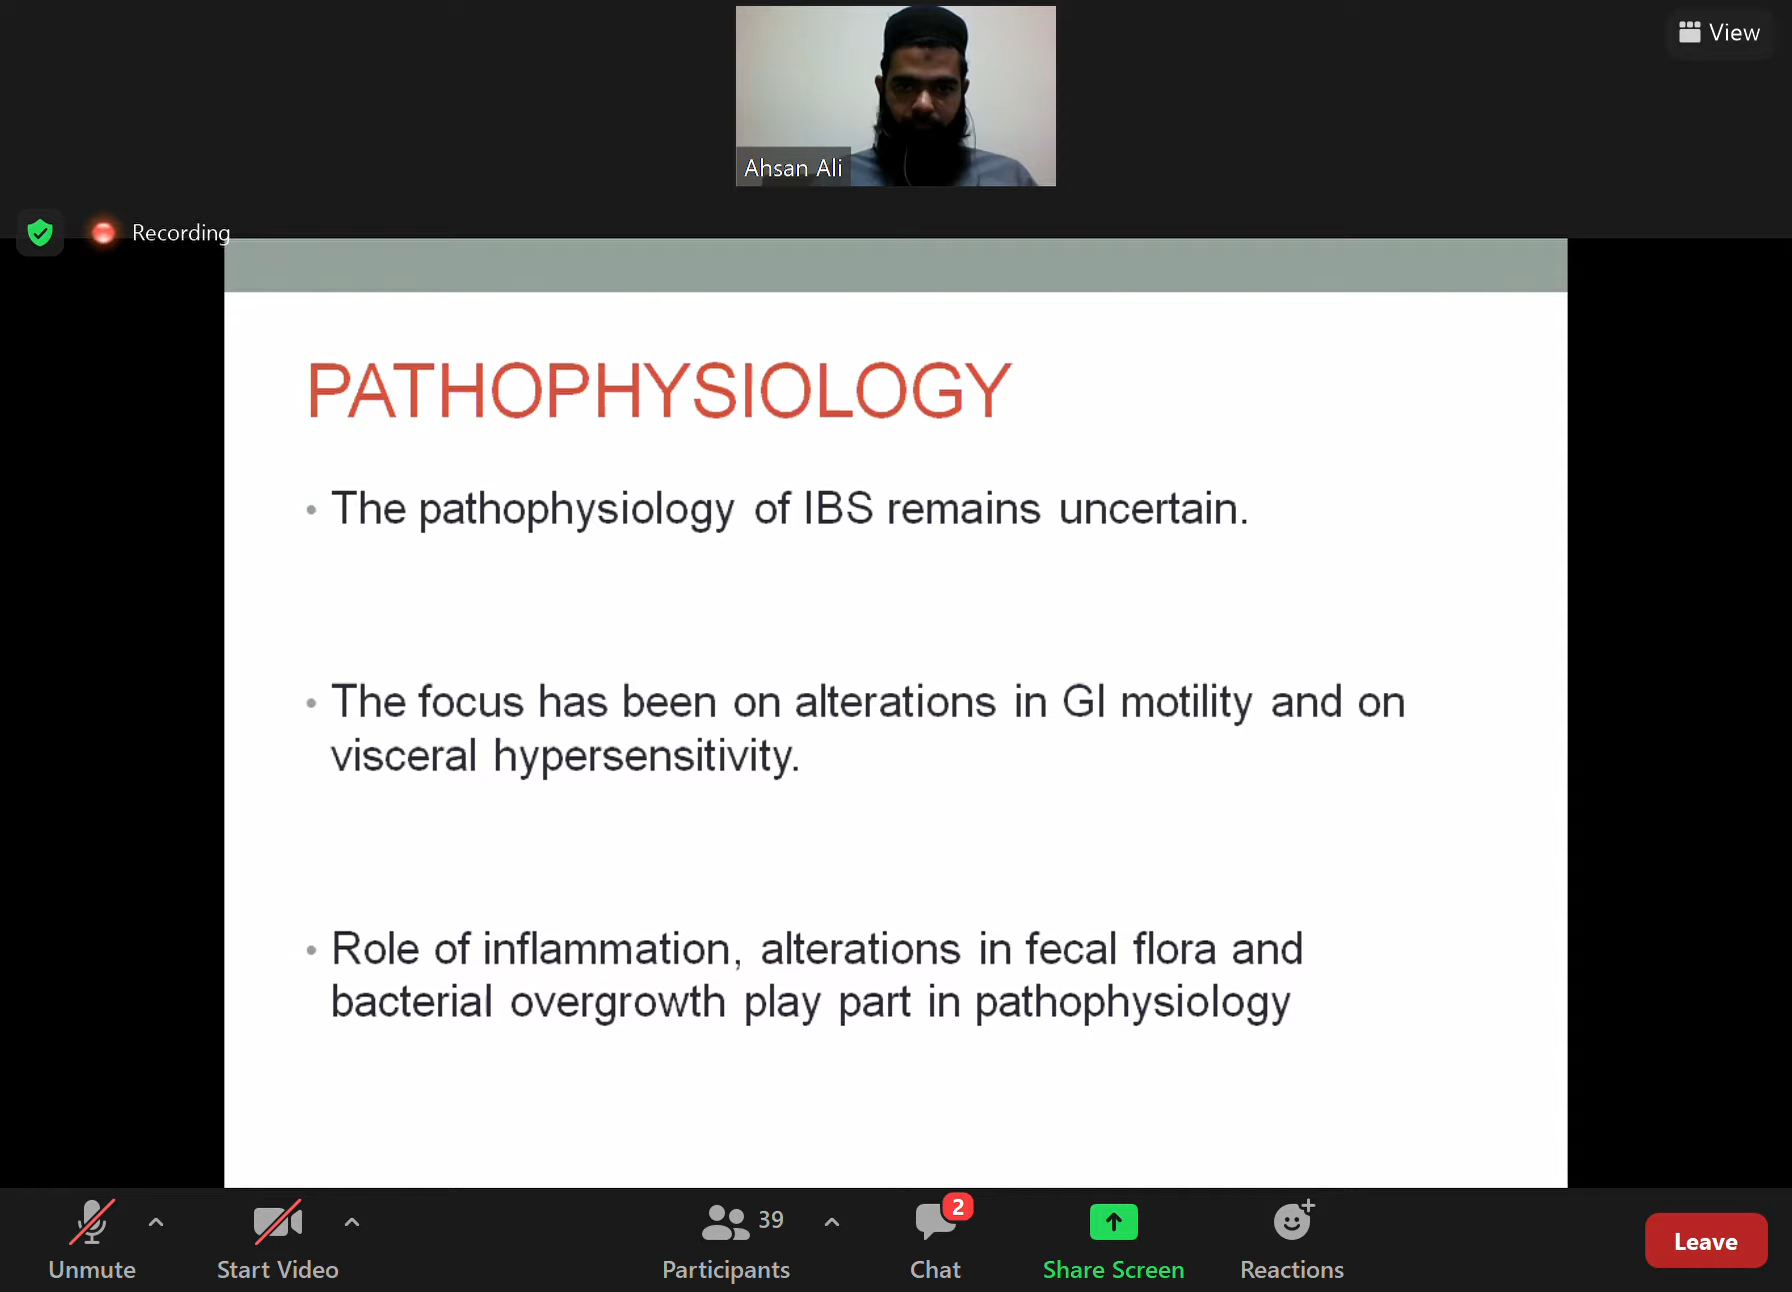 View
Ahsan Ali
Recording
PATHOPHYSIOLOGY
• The pathophysiology of IBS remains uncertain.
• The focus has been on alterations in GI motility and on
visceral hypersensitivity.
• Role of inflammation, alterations in fecal flora and
bacterial overgrowth play part in pathophysiology
39
2
Unmute
Start Video
Participants
Chat
Share Screen
Reactions
Leave